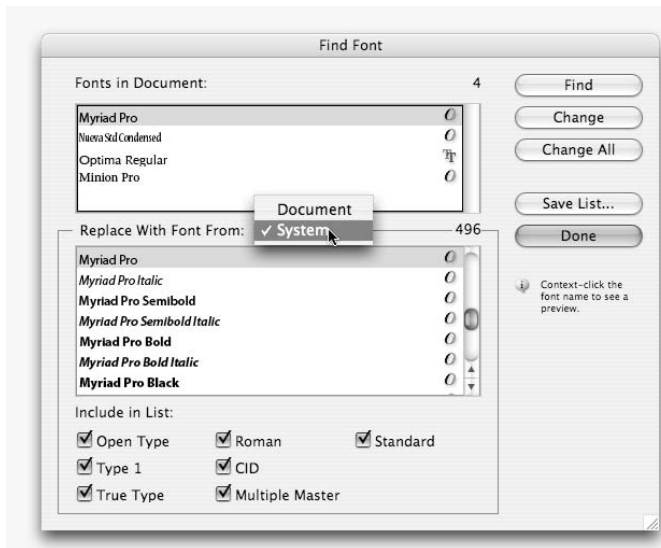 Find Font
Fonts in Document: 4
Myriad Pro
Nueva Std Condensed
Optima Regular
Minion Pro
Find
Change
Change All
Save List...
Done
Document
Replace With Font From: ✓ System 496
Myriad Pro
Myriad Pro Italic
Myriad Pro Semibold
Myriad Pro Semibold Italic
Myriad Pro Bold
Myriad Pro Bold Italic
Myriad Pro Black
Context-click the
font name to see a
preview.
Include in List:
Open Type Roman Standard
Type 1 CID
True Type Multiple Master